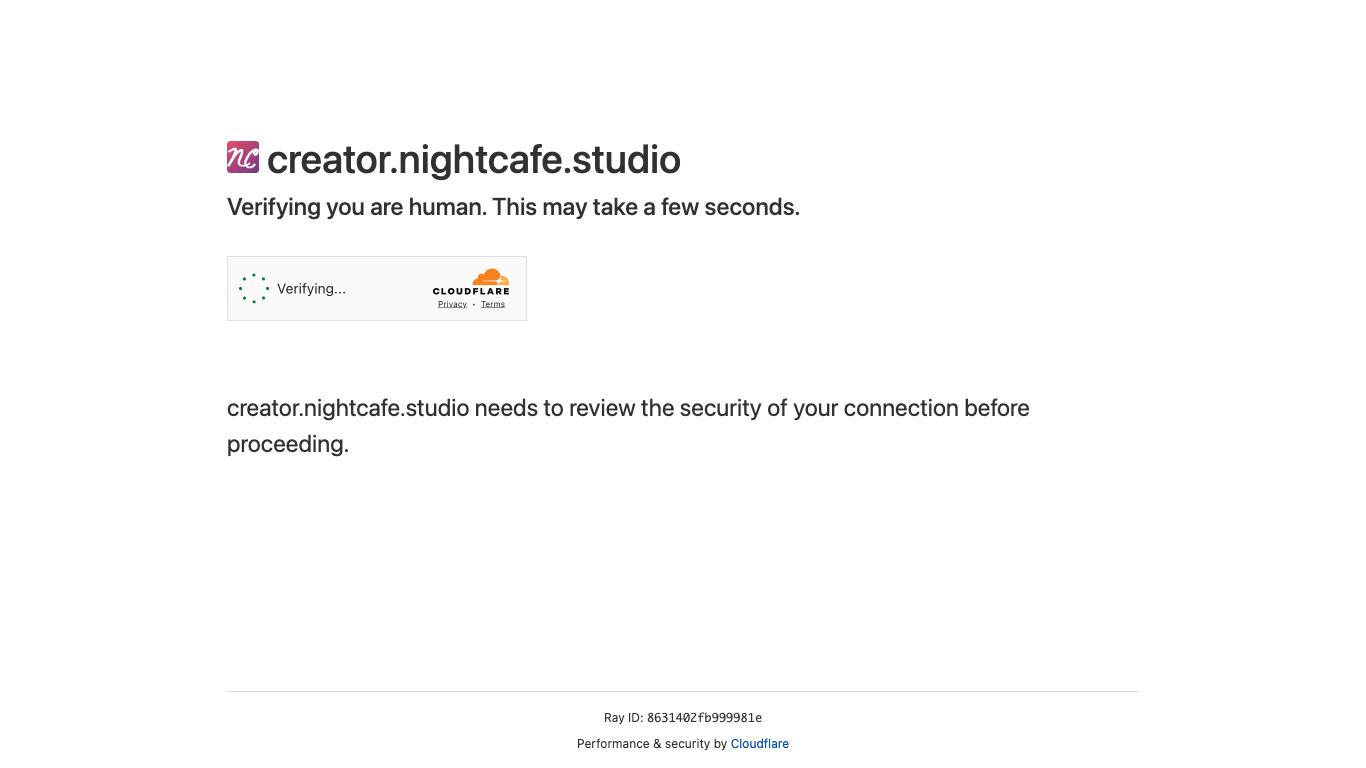 NC creator.nightcafe.studio
Verifying you are human. This may take a few seconds.
Verifying...
CLOUDFLARE
Privacy • Terms
creator.nightcafe.studio needs to review the security of your connection before
proceeding.
Ray ID: 8631402fb999981e
Performance & security by Cloudflare